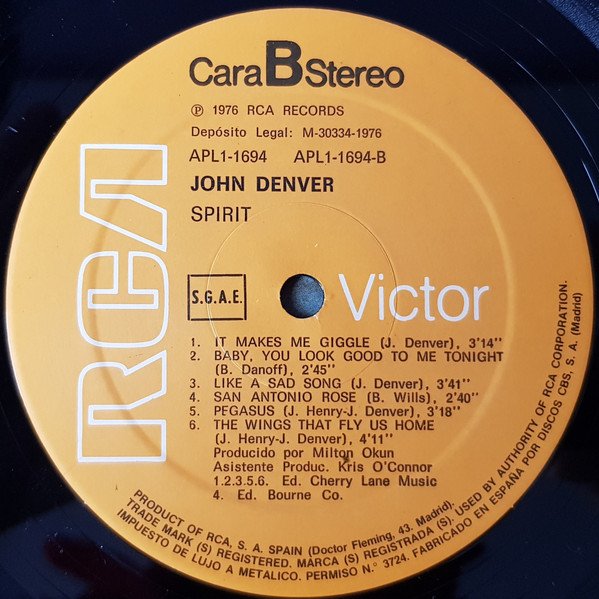 Cara B Stereo
℗ 1976 RCA RECORDS
Depósito Legal: M-30334-1976
APL1-1694 APL1-1694-B
JOHN DENVER
SPIRIT
RCA
S.G.A.E.
Victor
1. IT MAKES ME GIGGLE (J. Denver), 3'14"
2. BABY, YOU LOOK GOOD TO ME TONIGHT
(B. Danoff), 2'45"
3. LIKE A SAD SONG (J. Denver), 3'41"
4. SAN ANTONIO ROSE (B. Wills), 2'40"
5. PEGASUS (J. Henry-J. Denver), 3'18"
6. THE WINGS THAT FLY US HOME
(J. Henry-J. Denver), 4'11"
Producido por Milton Okun
Asistente Produc. Kris O'Connor
1.2.3.5.6. Ed. Cherry Lane Music
4. Ed. Bourne Co.
PRODUCT OF RCA, S. A. SPAIN (Doctor Fleming, 43. Madrid). USED BY AUTHORITY OF RCA CORPORATION.
TRADE MARK (S) REGISTERED. MARCA (S) REGISTRADA (S). FABRICADO EN ESPAÑA POR DISCOS CBS, S. A. (Madrid)
IMPUESTO DE LUJO A METALICO. PERMISO N.º 3724.